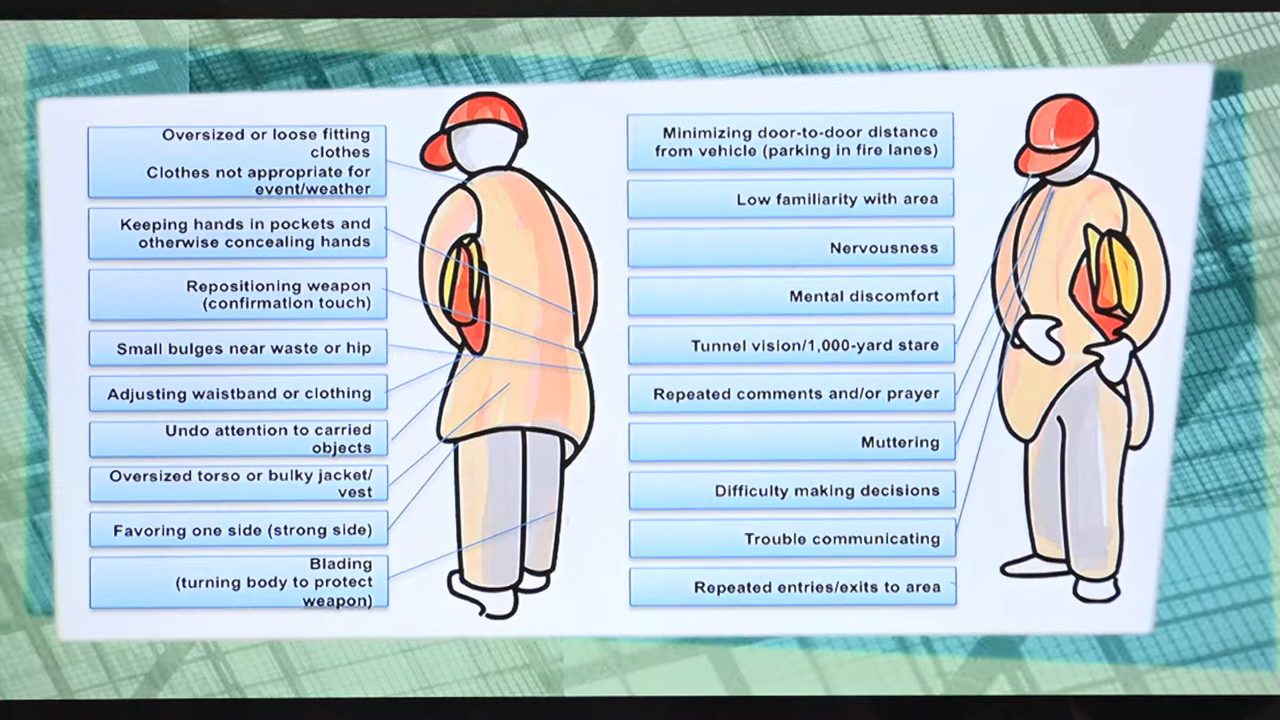 Oversized or loose fitting
clothes
Clothes not appropriate for
event/weather
Keeping hands in pockets and
otherwise concealing hands
Repositioning weapon
(confirmation touch)
Small bulges near waste or hip
Adjusting waistband or clothing
Undo attention to carried
objects
Oversized torso or bulky jacket/
vest
Favoring one side (strong side)
Blading
(turning body to protect
weapon)
Minimizing door-to-door distance
from vehicle (parking in fire lanes)
Low familiarity with area
Nervousness
Mental discomfort
Tunnel vision/1,000-yard stare
Repeated comments and/or prayer
Muttering
Difficulty making decisions
Trouble communicating
Repeated entries/exits to area